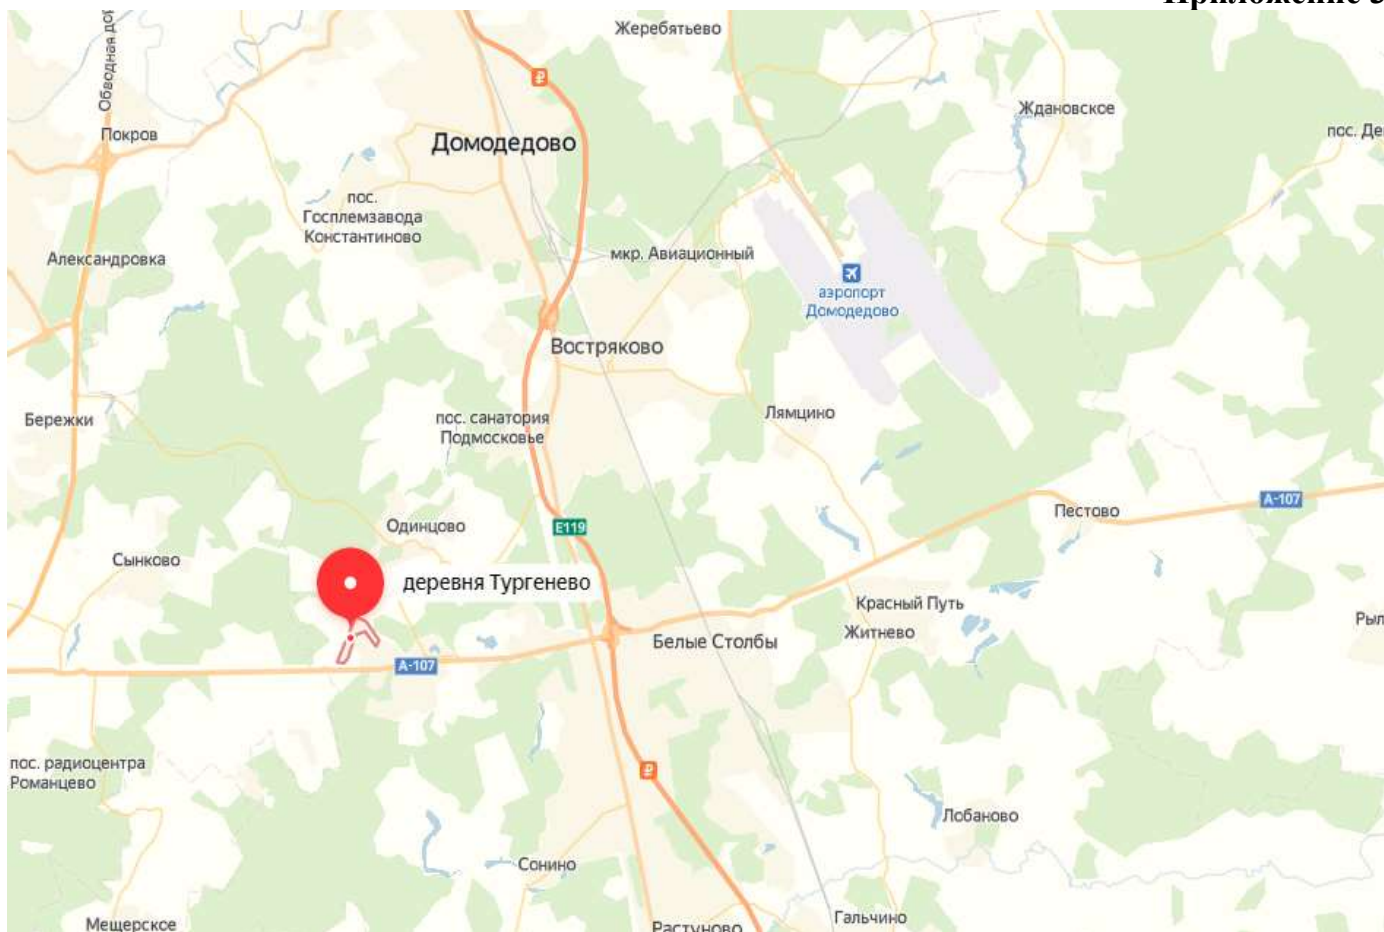 Приложение 3
Жеребятьево
Обводная дор
Ждановское
Покров
Домодедово
пос. Де
пос.
Госплемзавода
Константиново
мкр. Авиационный
Александровка
аэропорт
Домодедово
Востряково
Лямцино
Бережки
пос. санатория
Подмосковье
А-107
Пестово
Одинцово
E119
Сынково
деревня Тургенево
Красный Путь
Житнево
Рыл
Белые Столбы
А-107
пос. радиоцентра
Романцево
Лобаново
Сонино
Мещерское
Растуново
Гальчино